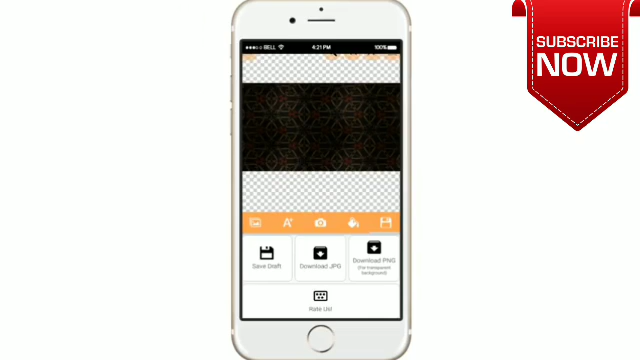 SUBSCRIBE
NOW
BELL
4:21 PM
100%
A+
Save Draft
Download JPG
Download PNG
(For transparent
background)
Rate Us!